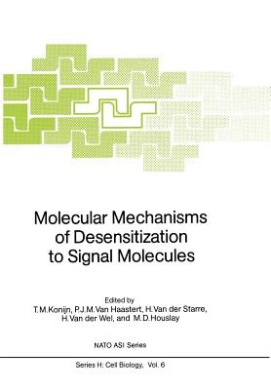 Molecular Mechanisms
of Desensitization
to Signal Molecules
Edited by
T.M.Konijn, P.J.M.Van Haastert, H.Van der Starre,
H.Van der Wel, and M.D.Houslay
NATO ASI Series
Series H: Cell Biology, Vol. 6